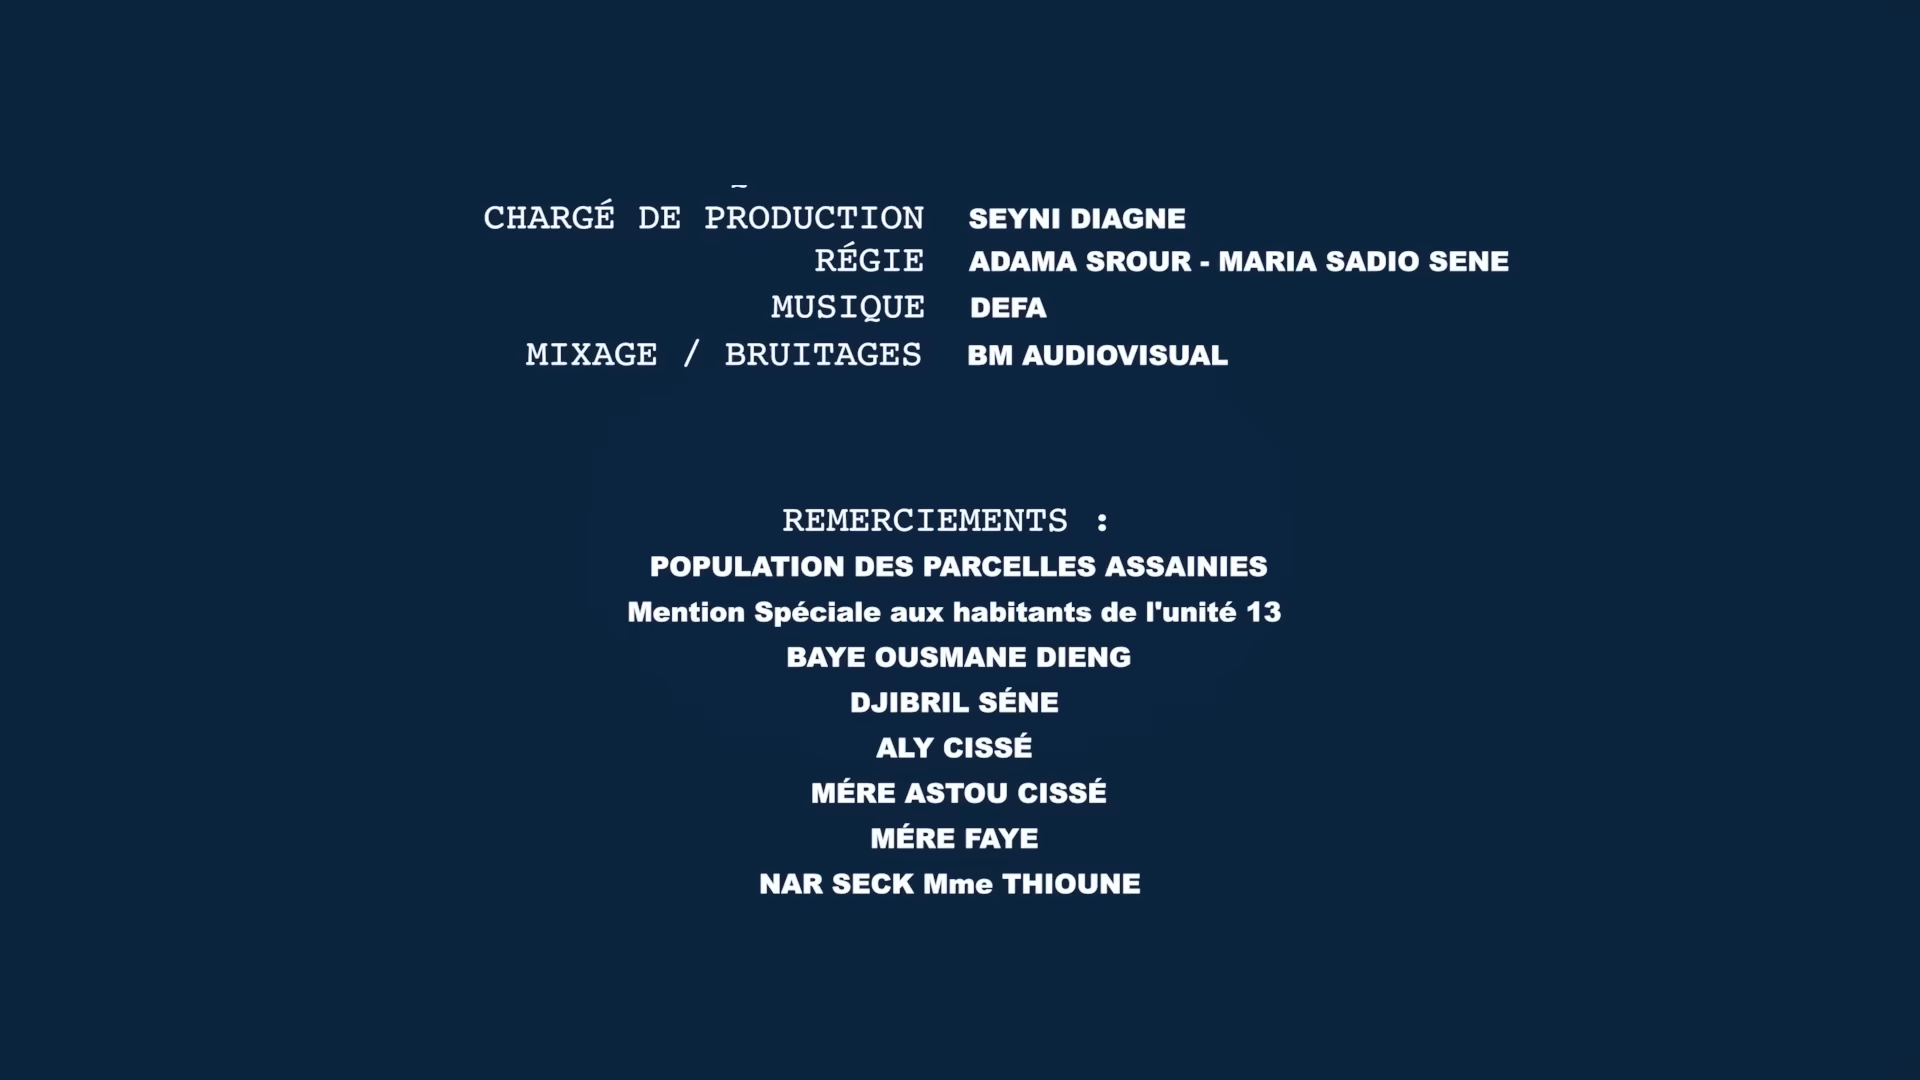 CHARGÉ DE PRODUCTION SEYNI DIAGNE
RÉGIE ADAMA SROUR - MARIA SADIO SENE
MUSIQUE DEFA
MIXAGE / BRUITAGES BM AUDIOVISUAL
REMERCIEMENTS :
POPULATION DES PARCELLES ASSAINIES
Mention Spéciale aux habitants de l'unité 13
BAYE OUSMANE DIENG
DJIBRIL SÉNE
ALY CISSÉ
MÉRE ASTOU CISSÉ
MÉRE FAYE
NAR SECK Mme THIOUNE